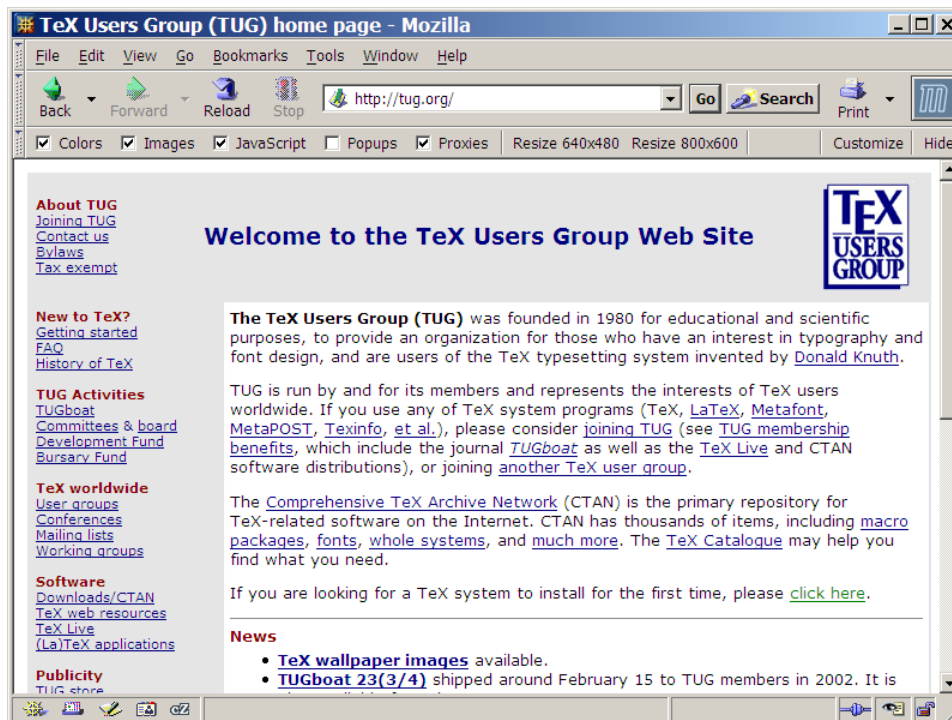 TeX Users Group (TUG) home page - Mozilla
File Edit View Go Bookmarks Tools Window Help
Back Forward Reload Stop http://tug.org/ Go Search Print
Colors Images JavaScript Popups Proxies Resize 640x480 Resize 800x600 Customize Hide
About TUG
Joining TUG
Contact us
Bylaws
Tax exempt
Welcome to the TeX Users Group Web Site
TEX
USERS
GROUP
New to TeX?
Getting started
FAQ
History of TeX
TUG Activities
TUGboat
Committees & board
Development Fund
Bursary Fund
TeX worldwide
User groups
Conferences
Mailing lists
Working groups
Software
Downloads/CTAN
TeX web resources
TeX Live
(La)TeX applications
Publicity
TUG store
The TeX Users Group (TUG) was founded in 1980 for educational and scientific
purposes, to provide an organization for those who have an interest in typography and
font design, and are users of the TeX typesetting system invented by Donald Knuth.
TUG is run by and for its members and represents the interests of TeX users
worldwide. If you use any of TeX system programs (TeX, LaTeX, Metafont,
MetaPOST, Texinfo, et al.), please consider joining TUG (see TUG membership
benefits, which include the journal TUGboat as well as the TeX Live and CTAN
software distributions), or joining another TeX user group.
The Comprehensive TeX Archive Network (CTAN) is the primary repository for
TeX-related software on the Internet. CTAN has thousands of items, including macro
packages, fonts, whole systems, and much more. The TeX Catalogue may help you
find what you need.
If you are looking for a TeX system to install for the first time, please click here.
News
• TeX wallpaper images available.
• TUGboat 23(3/4) shipped around February 15 to TUG members in 2002. It is